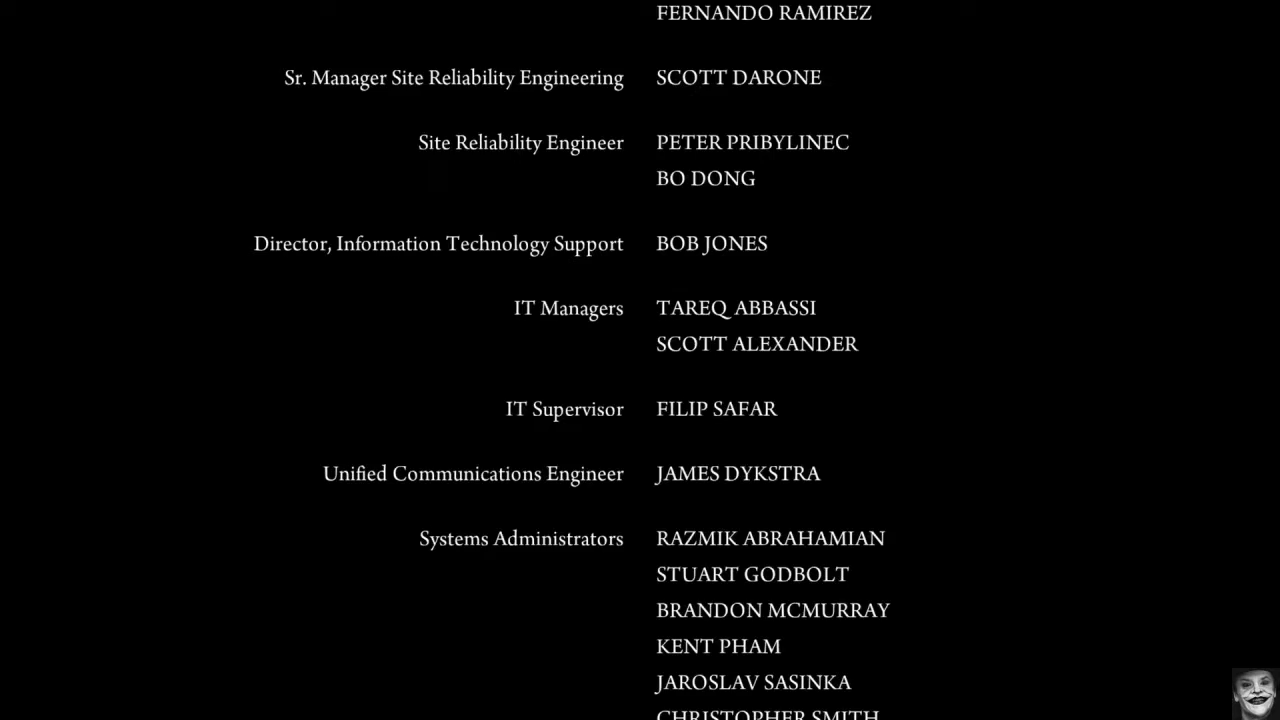 FERNANDO RAMIREZ
Sr. Manager Site Reliability Engineering SCOTT DARONE
Site Reliability Engineer PETER PRIBYLINEC
BO DONG
Director, Information Technology Support BOB JONES
IT Managers TAREQ ABBASSI
SCOTT ALEXANDER
IT Supervisor FILIP SAFAR
Unified Communications Engineer JAMES DYKSTRA
Systems Administrators RAZMIK ABRAHAMIAN
STUART GODBOLT
BRANDON MCMURRAY
KENT PHAM
JAROSLAV SASINKA
CHRISTOPHER SMITH